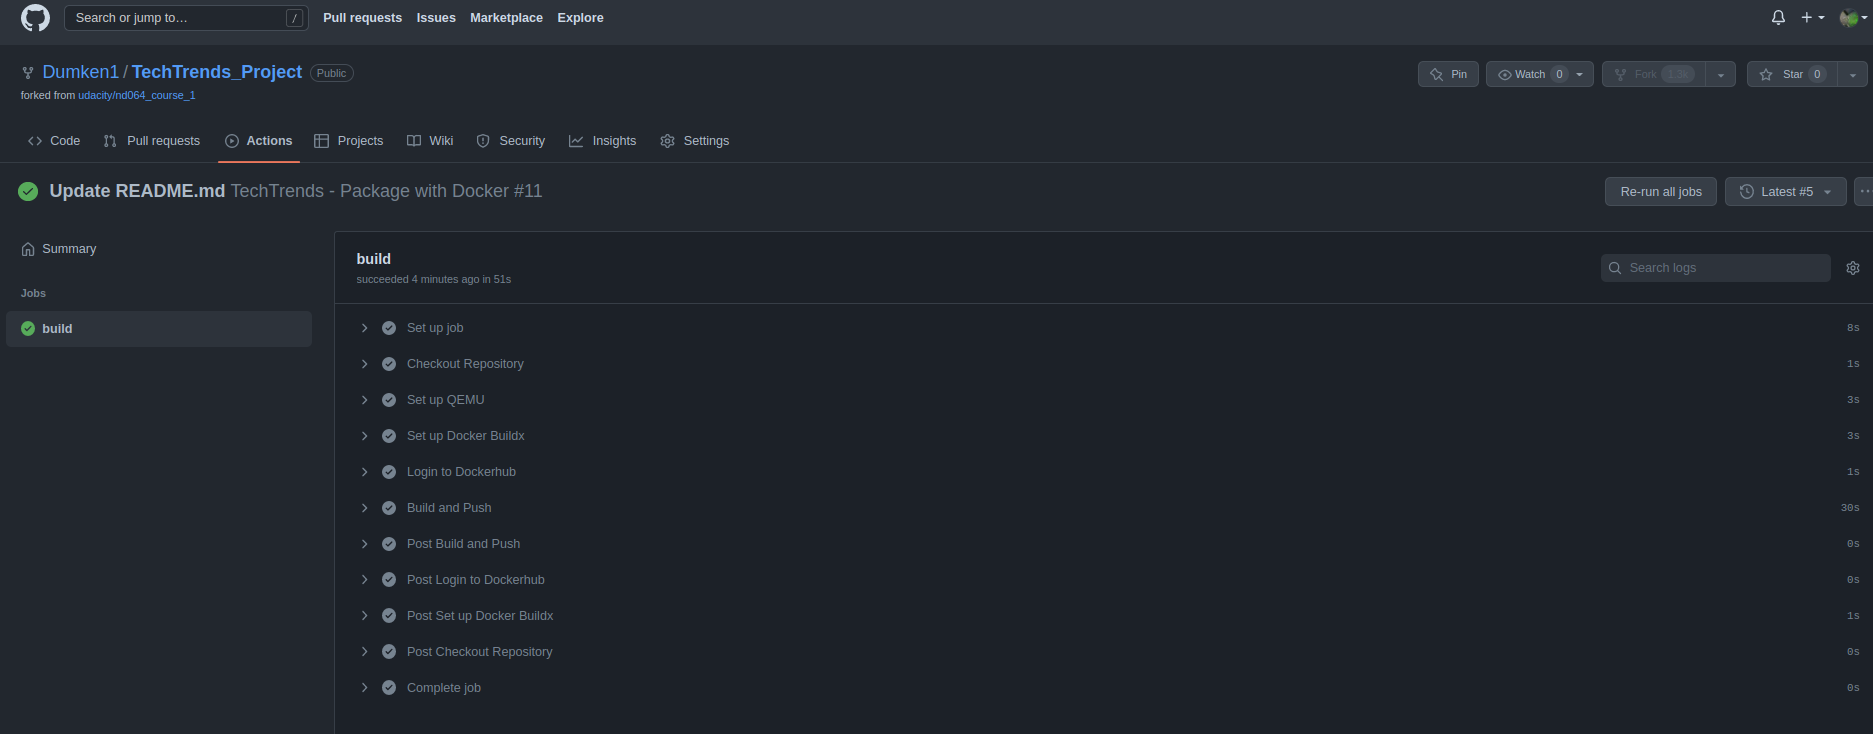 Search or jump to… /
Pull requests Issues Marketplace Explore
Dumken1 / TechTrends_Project Public
Pin Watch 0 Fork 1.3k Star 0
forked from udacity/nd064_course_1
Code Pull requests Actions Projects Wiki Security Insights Settings
Update README.md TechTrends - Package with Docker #11
Re-run all jobs Latest #5
Summary
Jobs
build
build
succeeded 4 minutes ago in 51s
Search logs
Set up job 8s
Checkout Repository 1s
Set up QEMU 3s
Set up Docker Buildx 3s
Login to Dockerhub 1s
Build and Push 30s
Post Build and Push 0s
Post Login to Dockerhub 0s
Post Set up Docker Buildx 1s
Post Checkout Repository 0s
Complete job 0s